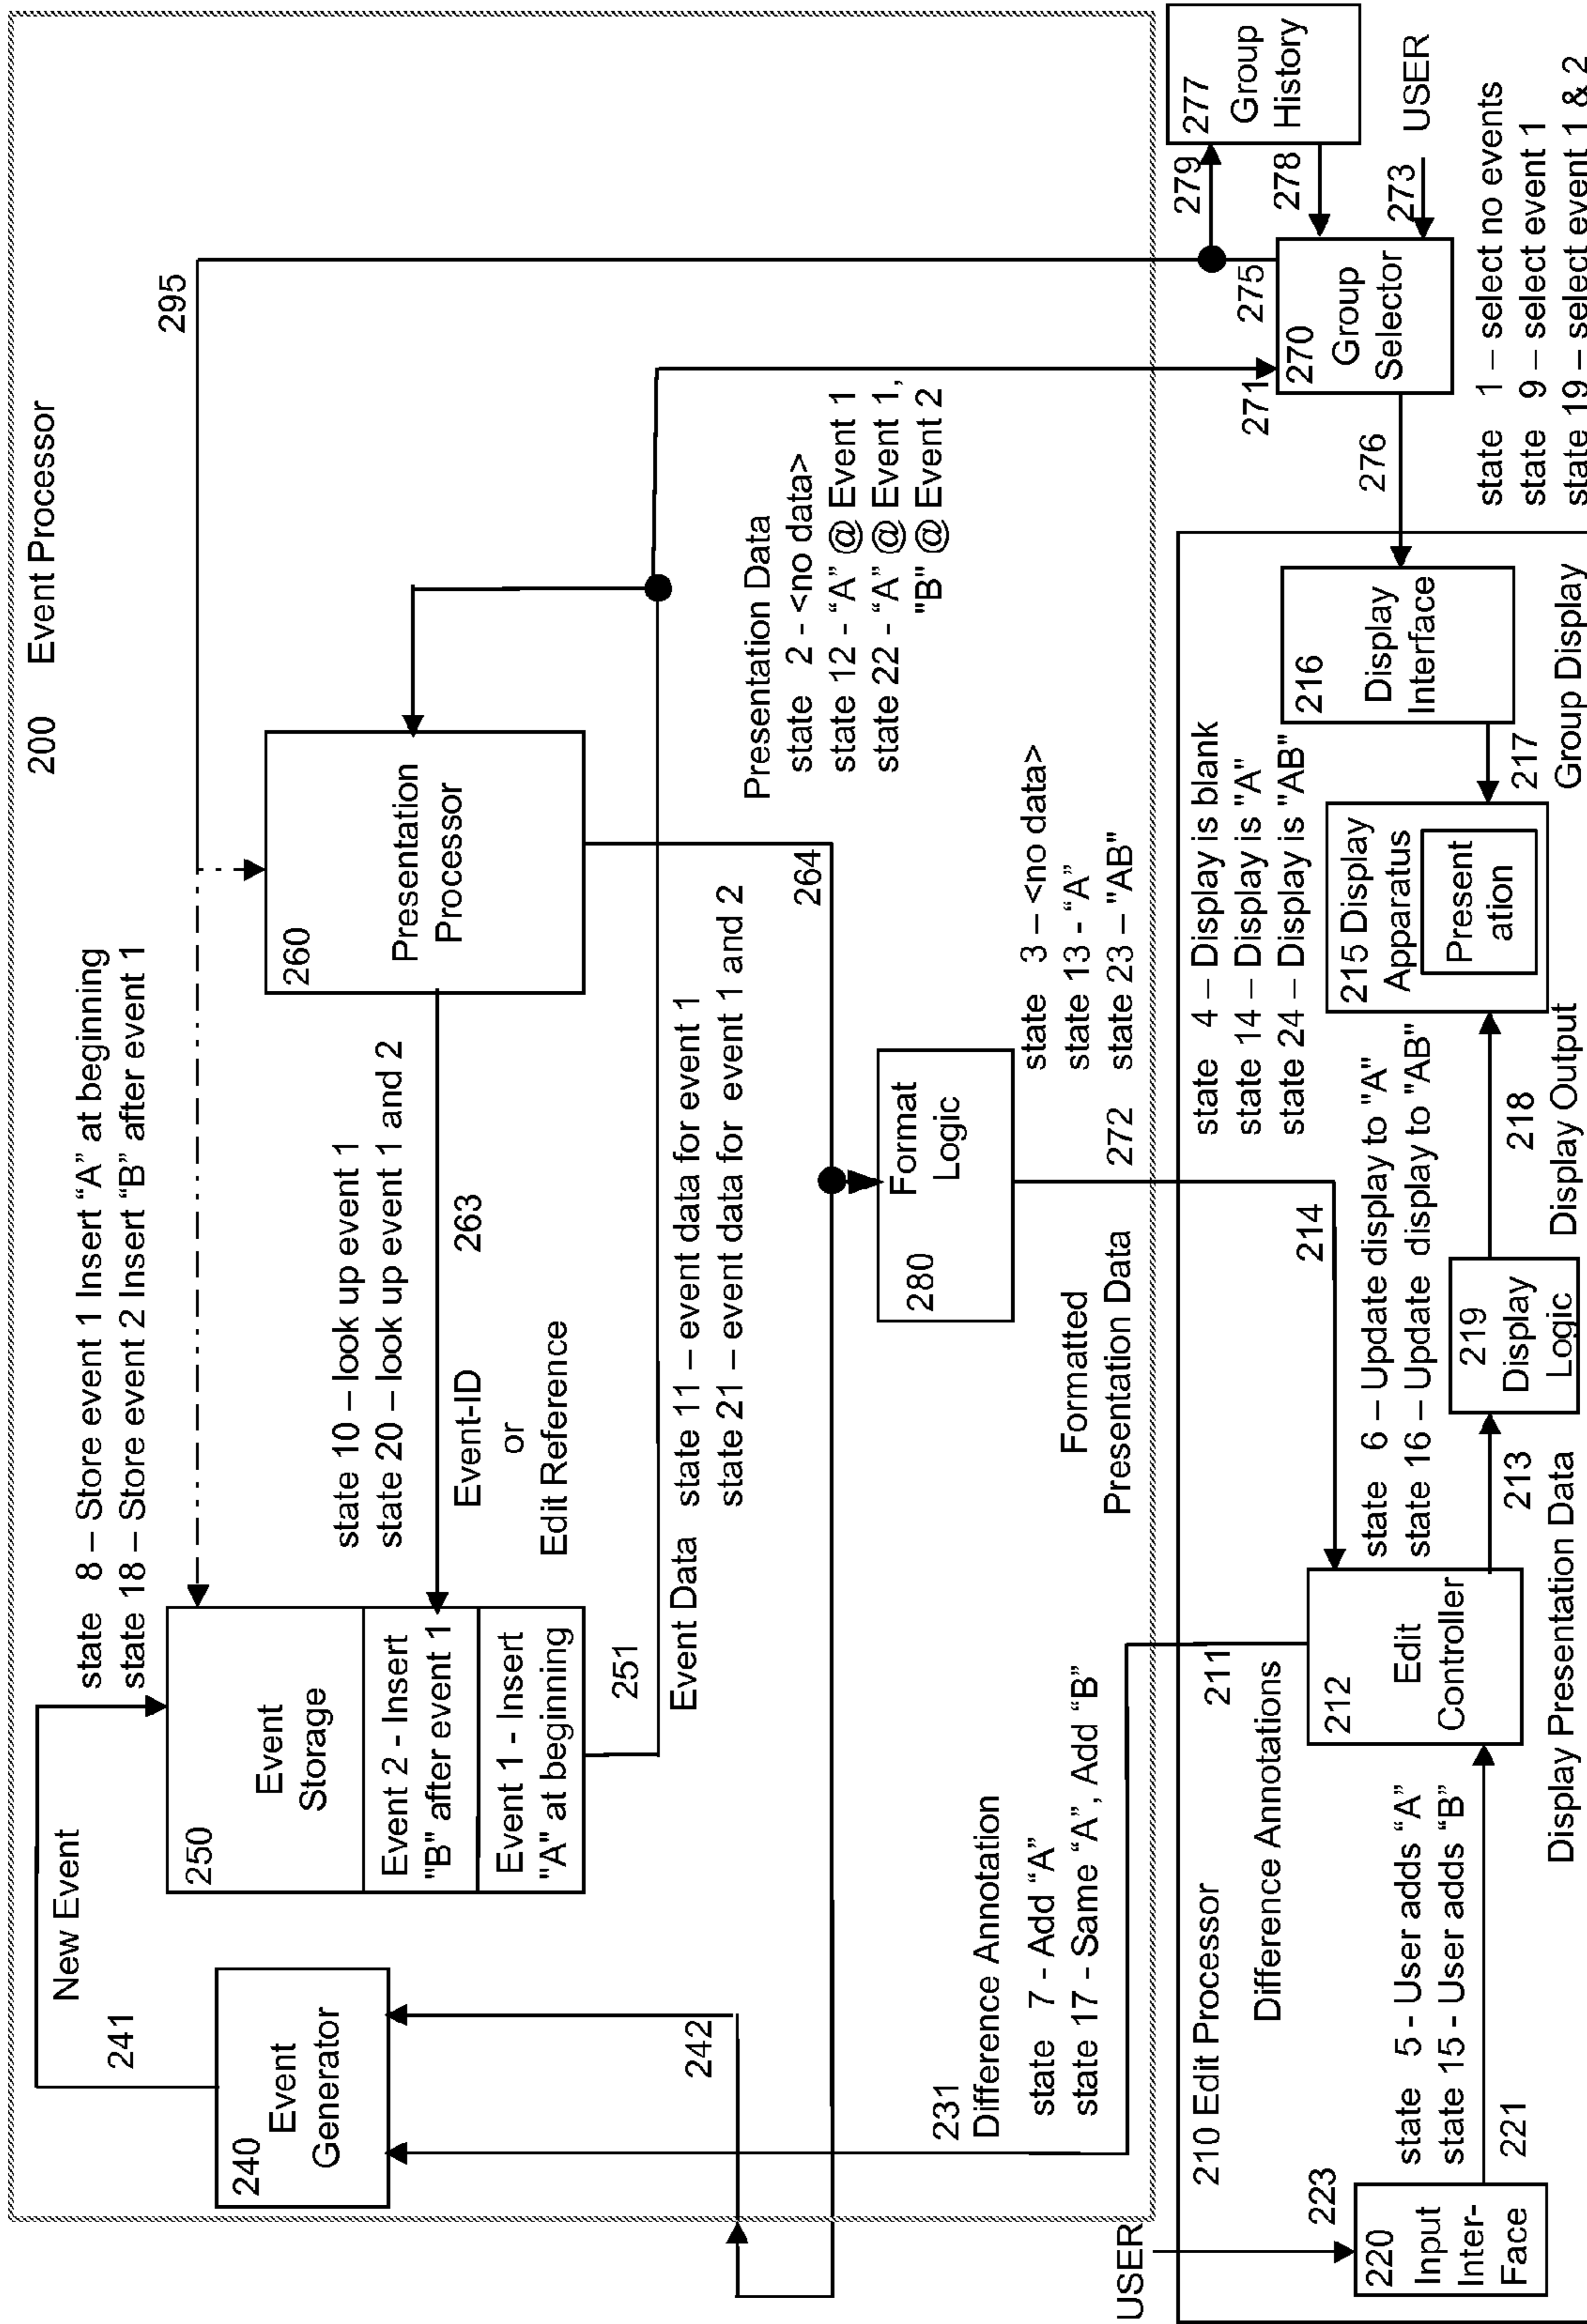 200 Event Processor
295
New Event
241
state 8 – Store event 1 Insert “A” at beginning
state 18 – Store event 2 Insert “B” after event 1
240
Event
Generator
250
Event
Storage
Event 2 - Insert
"B" after event 1
Event 1 - Insert
"A" at beginning
251
state 10 – look up event 1
state 20 – look up event 1 and 2
Event-ID
263
or
Edit Reference
260
Presentation
Processor
Event Data state 11 – event data for event 1
state 21 – event data for event 1 and 2
242
264
Presentation Data
state 2 - <no data>
state 12 - “A” @ Event 1
state 22 - “A” @ Event 1,
"B" @ Event 2
280
Format
Logic
231
Difference Annotation
state 7 - Add “A”
state 17 - Same “A”, Add “B”
Formatted
Presentation Data
272
state 3 – <no data>
state 13 - “A”
state 23 – "AB"
277
Group
History
279
278
273
USER
271
275
270
Group
Selector
276
state 1 – select no events
state 9 – select event 1
state 19 – select event 1 & 2
USER
223
210 Edit Processor
211
Difference Annotations
214
220
Input
Inter-
Face
state 5 - User adds “A”
state 15 - User adds “B”
221
212
Edit
Controller
state 6 – Update display to "A"
state 16 – Update display to "AB"
213
Display Presentation Data
219
Display
Logic
218
Display Output
state 4 – Display is blank
state 14 – Display is "A"
state 24 – Display is "AB"
215 Display
Apparatus
Present
ation
217
216
Display
Interface
Group Display